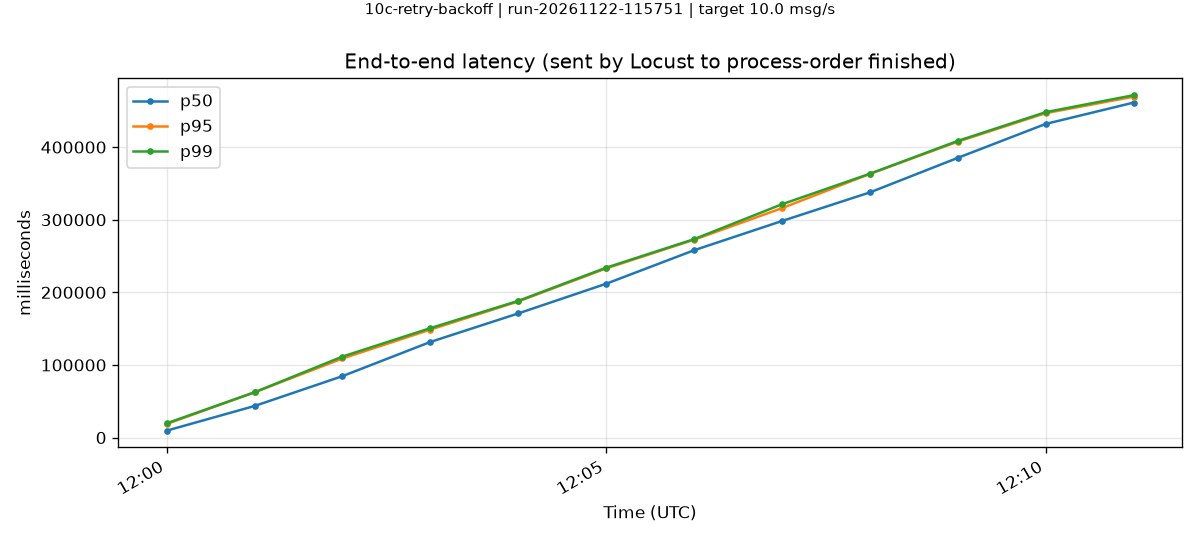 10c-retry-backoff | run-20261122-115751 | target 10.0 msg/s
End-to-end latency (sent by Locust to process-order finished)
p50
p95
p99
milliseconds
400000
300000
200000
100000
0
12:00
12:05
12:10
Time (UTC)